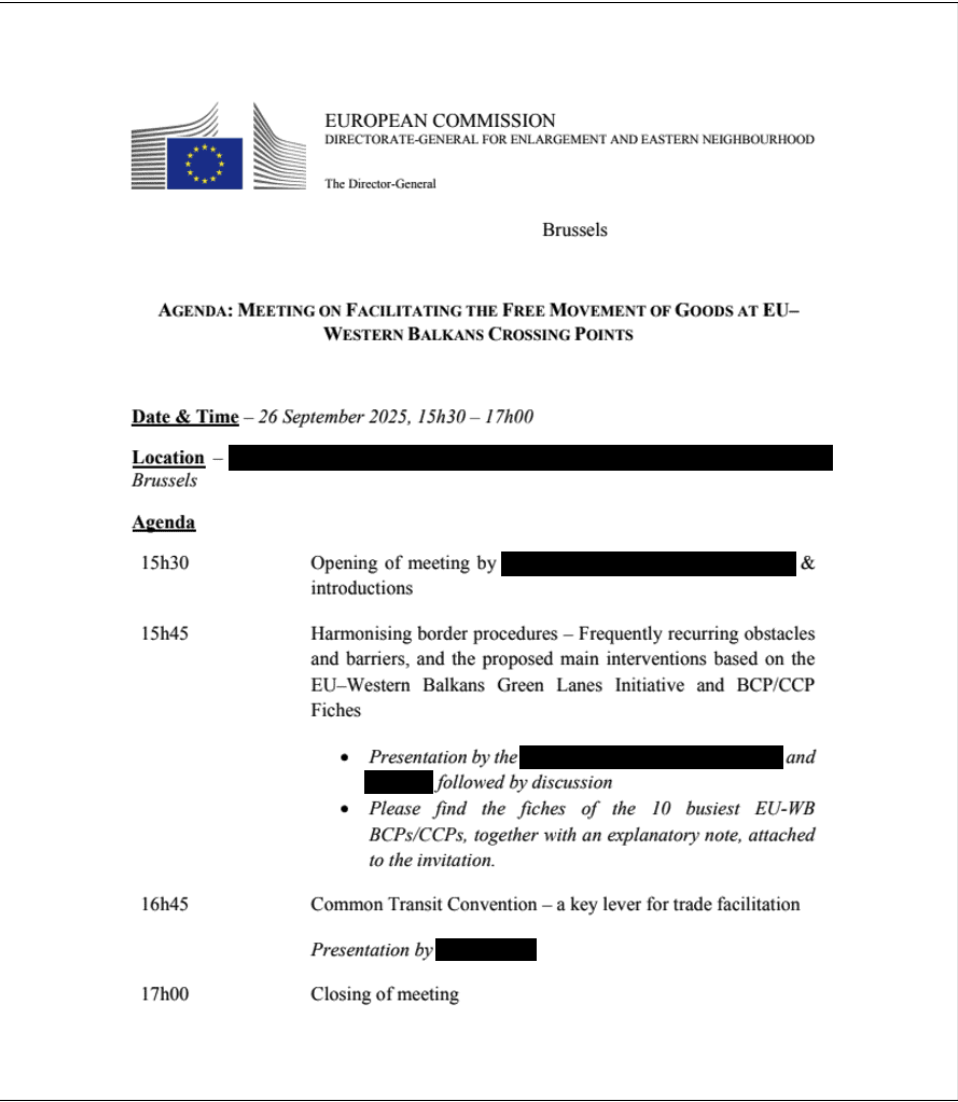 EUROPEAN COMMISSION
DIRECTORATE-GENERAL FOR ENLARGEMENT AND EASTERN NEIGHBOURHOOD
The Director-General
Brussels
AGENDA: MEETING ON FACILITATING THE FREE MOVEMENT OF GOODS AT EU–
WESTERN BALKANS CROSSING POINTS
Date & Time – 26 September 2025, 15h30 – 17h00
Location –
Brussels
Agenda
15h30 Opening of meeting by &
introductions
15h45 Harmonising border procedures – Frequently recurring obstacles
and barriers, and the proposed main interventions based on the
EU–Western Balkans Green Lanes Initiative and BCP/CCP
Fiches
• Presentation by the and
followed by discussion
• Please find the fiches of the 10 busiest EU-WB
BCPs/CCPs, together with an explanatory note, attached
to the invitation.
16h45 Common Transit Convention – a key lever for trade facilitation
Presentation by
17h00 Closing of meeting